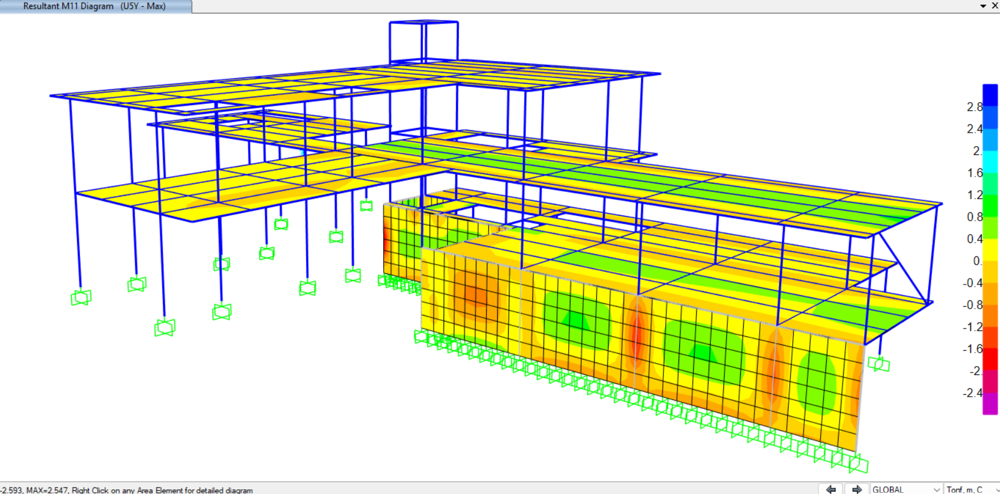 Resultant M11 Diagram (U5Y - Max)
X
2.8
2.4
2.
1.6
1.2
0.8
0.4
0.
-0.4
-0.8
-1.2
-1.6
-2.
-2.4
-2.593, MAX=2.547, Right Click on any Area Element for detailed diagram
GLOBAL
Tonf, m, C